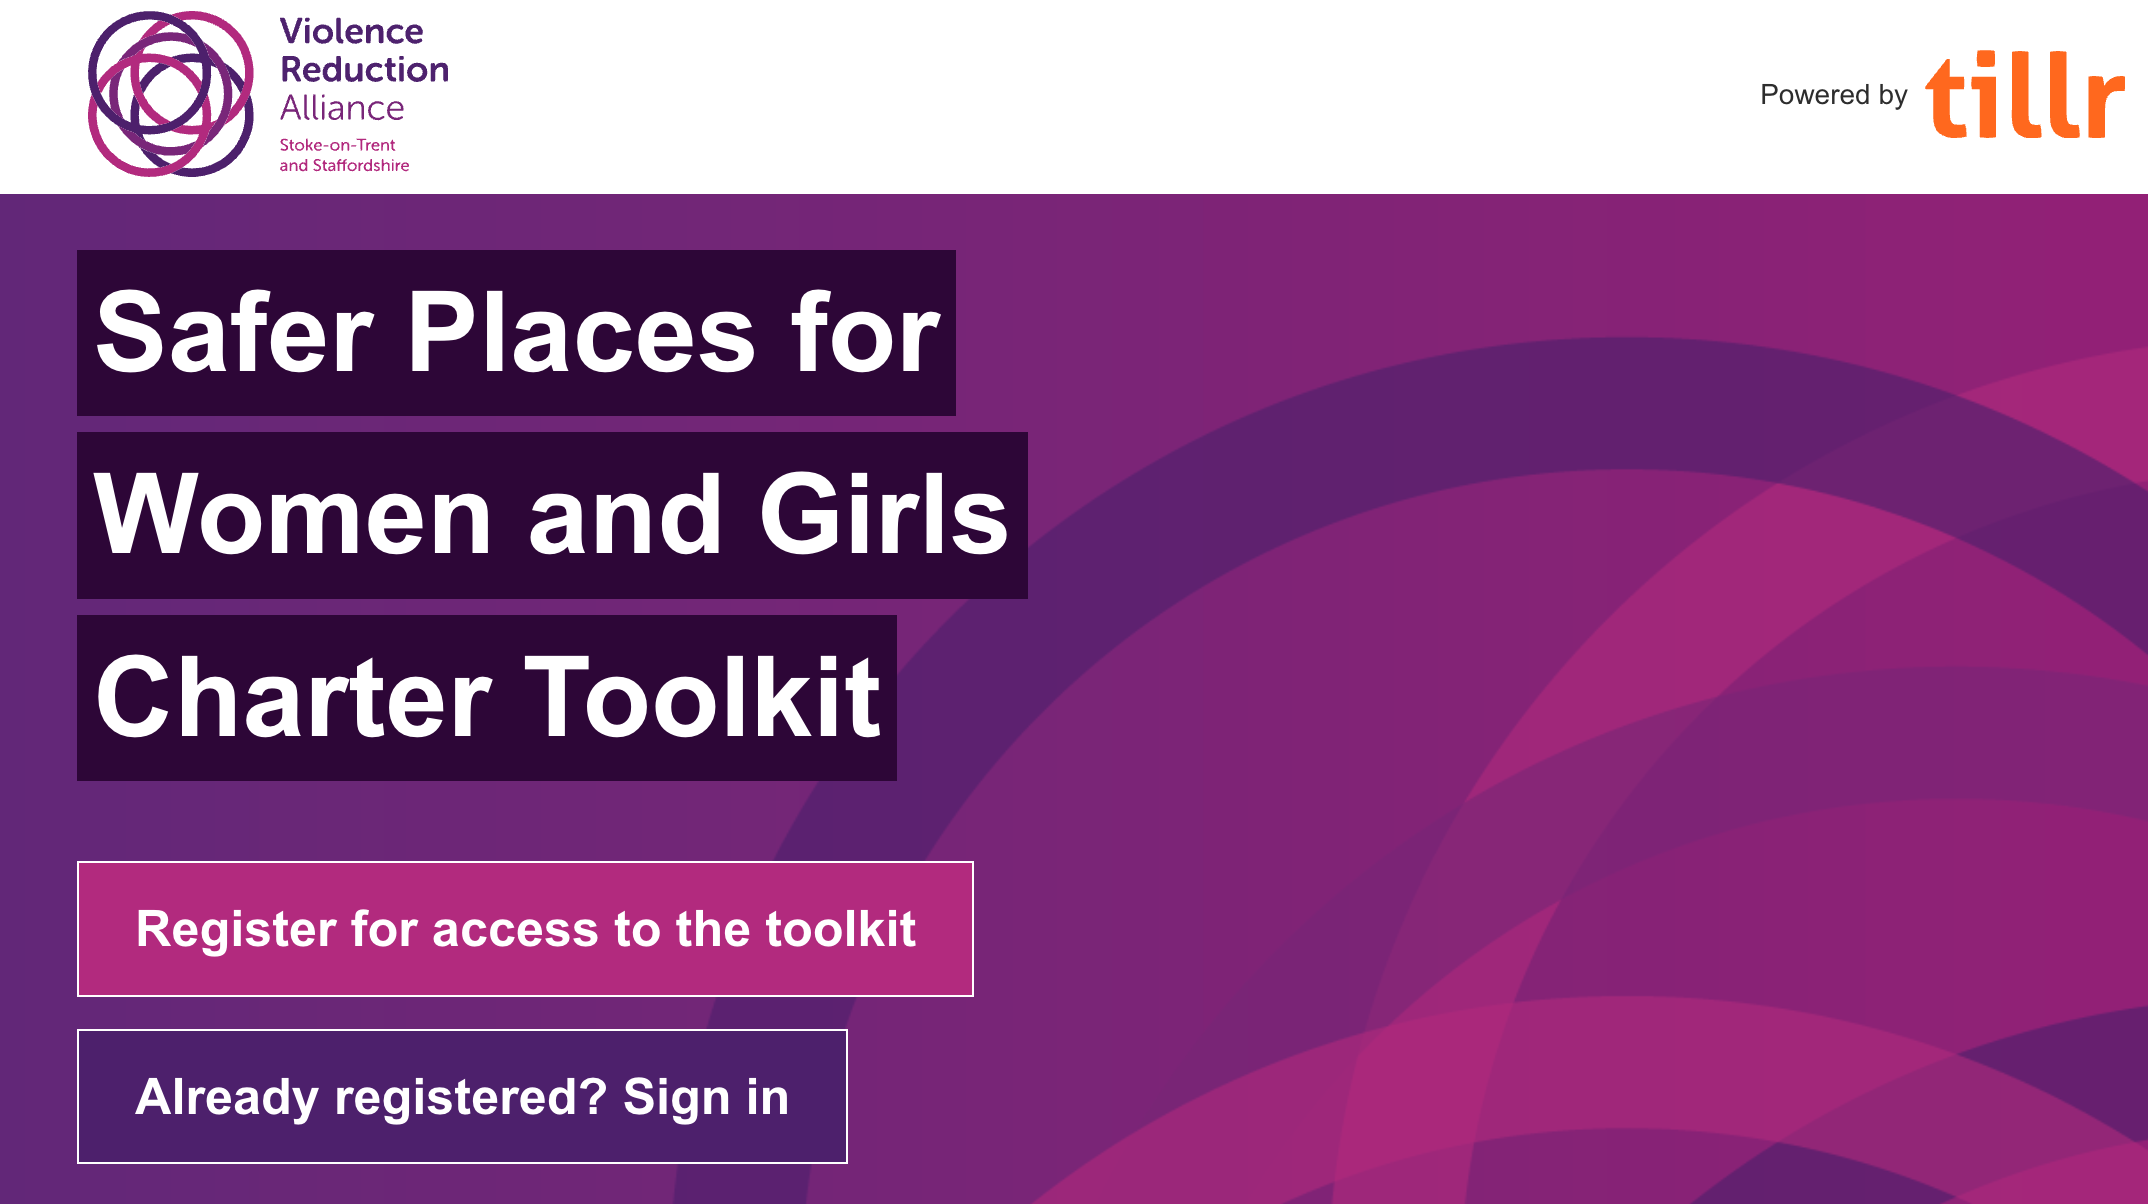 Violence
Reduction
Alliance
Stoke-on-Trent
and Staffordshire
Powered by tillr
Safer Places for
Women and Girls
Charter Toolkit
Register for access to the toolkit
Already registered? Sign in